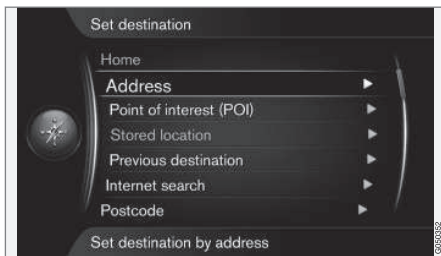 Set destination
Home
Address
Point of interest (POI)
Stored location
Previous destination
Internet search
Postcode
Set destination by address
G050352